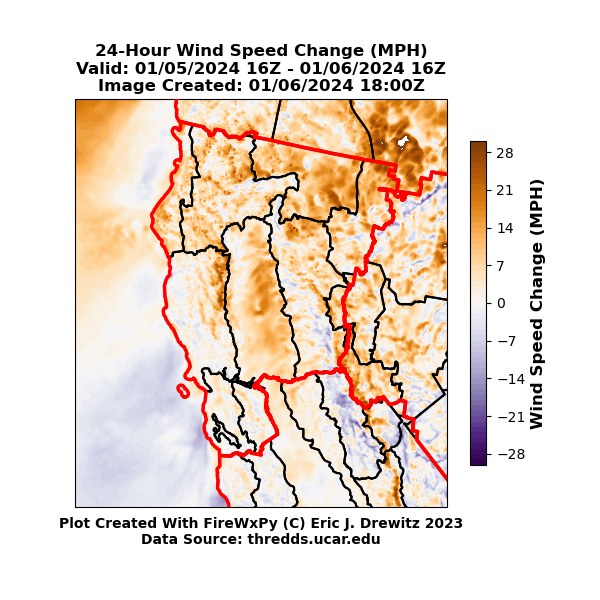 24-Hour Wind Speed Change (MPH)
Valid: 01/05/2024 16Z - 01/06/2024 16Z
Image Created: 01/06/2024 18:00Z
28
21
14
7
0
−7
−14
−21
−28
Wind Speed Change (MPH)
Plot Created With FireWxPy (C) Eric J. Drewitz 2023
Data Source: thredds.ucar.edu